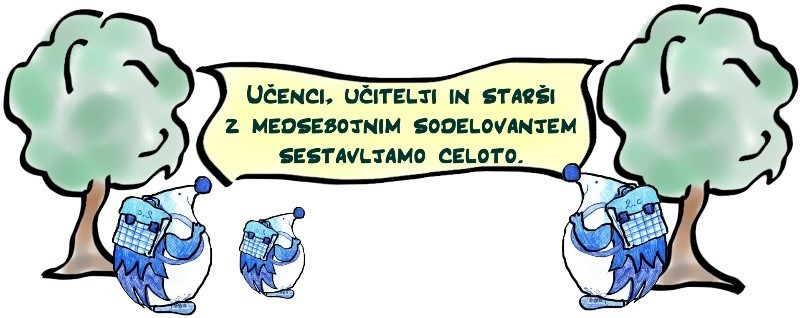 Učenci, učitelji in starši
z medsebojnim sodelovanjem
sestavljamo celoto.